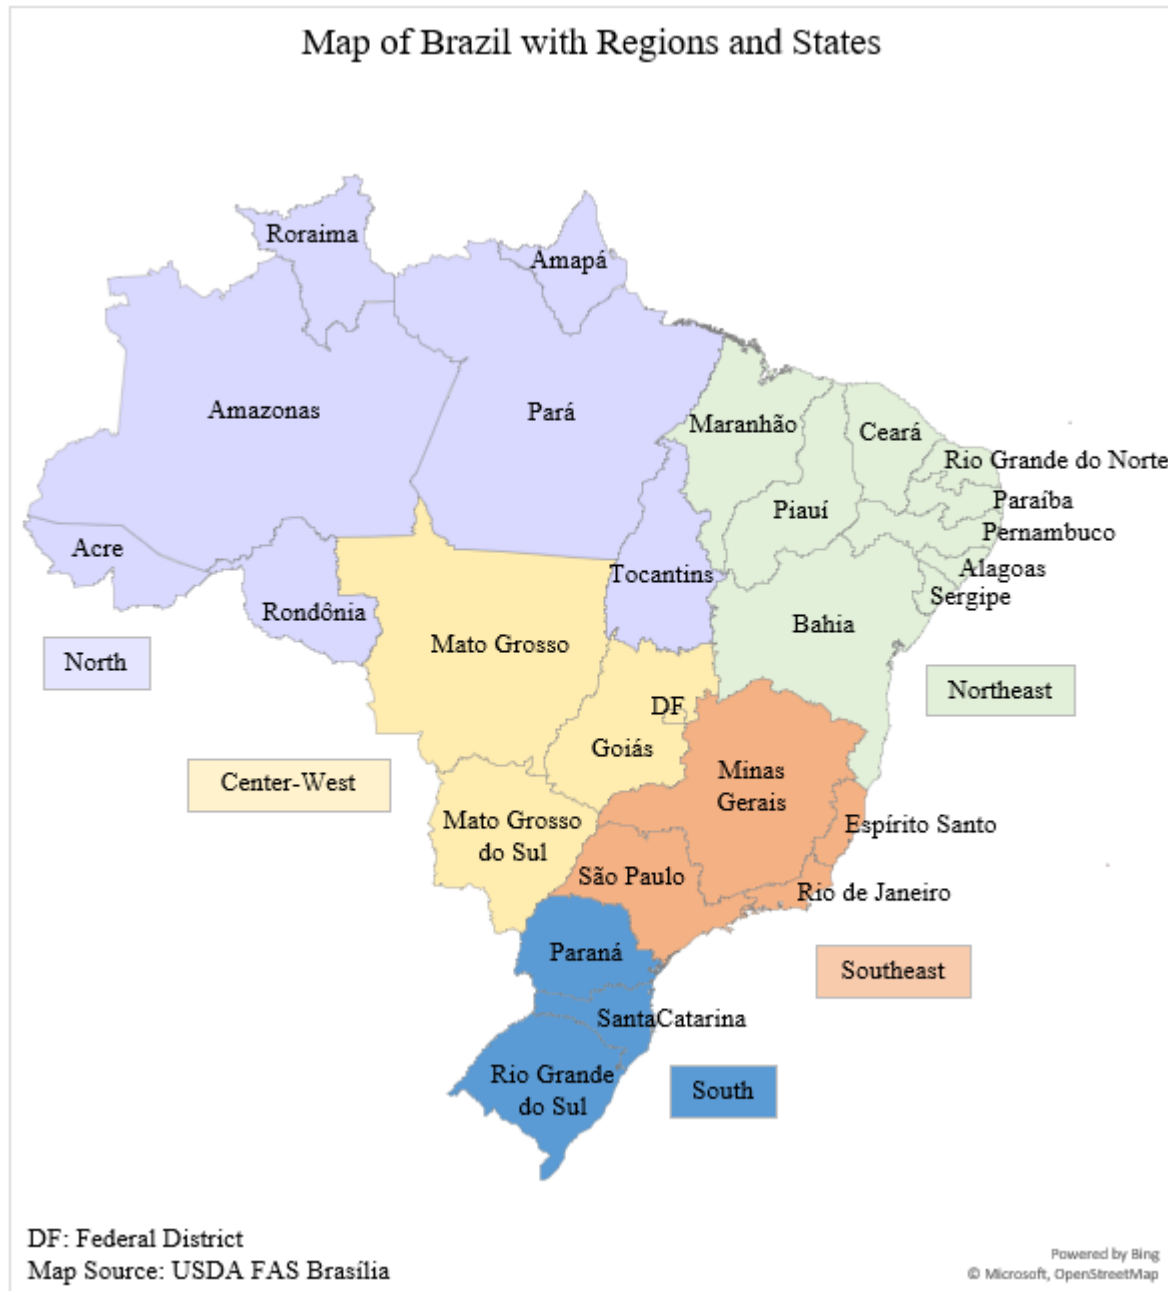 Map of Brazil with Regions and States
Roraima
Amapá
Amazonas
Pará
Maranhão
Ceará
Rio Grande do Norte
Paraíba
Piauí
Pernambuco
Acre
Alagoas
Tocantins
Sergipe
Rondônia
Bahia
Mato Grosso
North
Northeast
DF
Goiás
Minas
Gerais
Center-West
Mato Grosso
do Sul
Espírito Santo
São Paulo
Rio de Janeiro
Paraná
Southeast
SantaCatarina
Rio Grande
do Sul
South
DF: Federal District
Map Source: USDA FAS Brasília
Powered by Bing
© Microsoft, OpenStreetMap